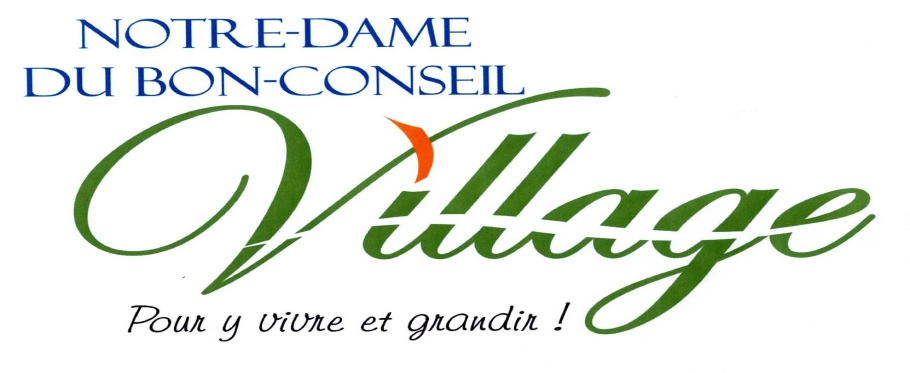 NOTRE-DAME
DU BON-CONSEIL
Village
Pour y vivre et grandir !